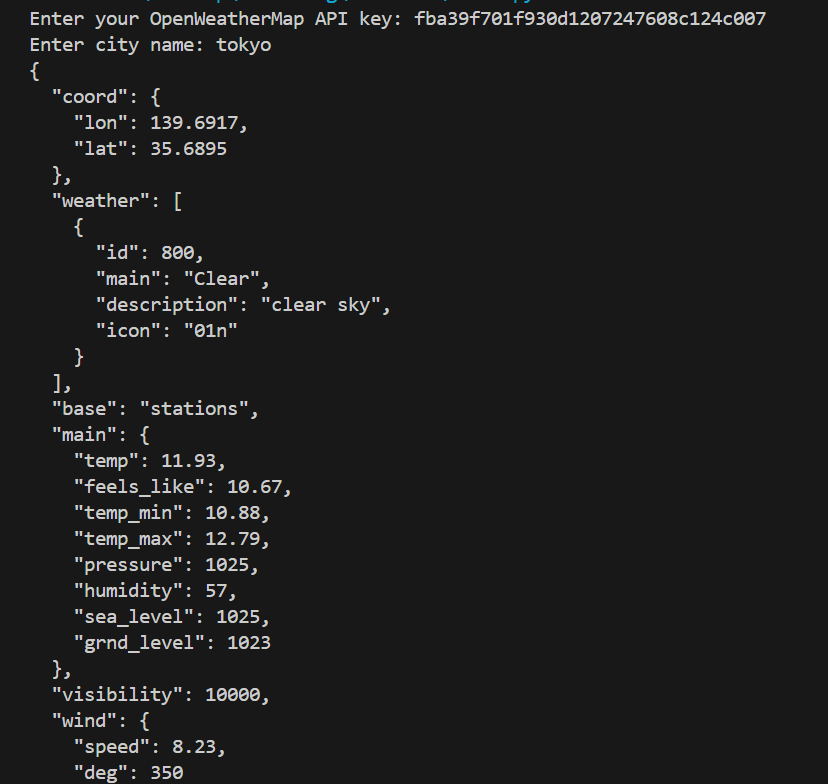 Enter your OpenWeatherMap API key: fba39f701f930d1207247608c124c007
Enter city name: tokyo
{
  "coord": {
    "lon": 139.6917,
    "lat": 35.6895
  },
  "weather": [
    {
      "id": 800,
      "main": "Clear",
      "description": "clear sky",
      "icon": "01n"
    }
  ],
  "base": "stations",
  "main": {
    "temp": 11.93,
    "feels_like": 10.67,
    "temp_min": 10.88,
    "temp_max": 12.79,
    "pressure": 1025,
    "humidity": 57,
    "sea_level": 1025,
    "grnd_level": 1023
  },
  "visibility": 10000,
  "wind": {
    "speed": 8.23,
    "deg": 350